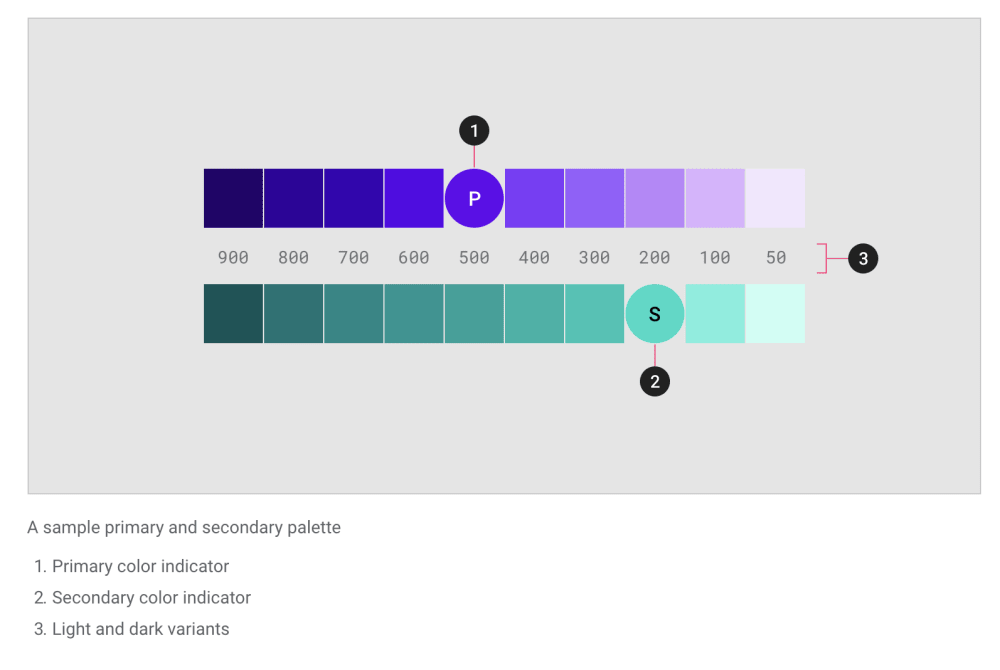 1
P
900 800 700 600 500 400 300 200 100 50
3
S
2
A sample primary and secondary palette
1. Primary color indicator
2. Secondary color indicator
3. Light and dark variants